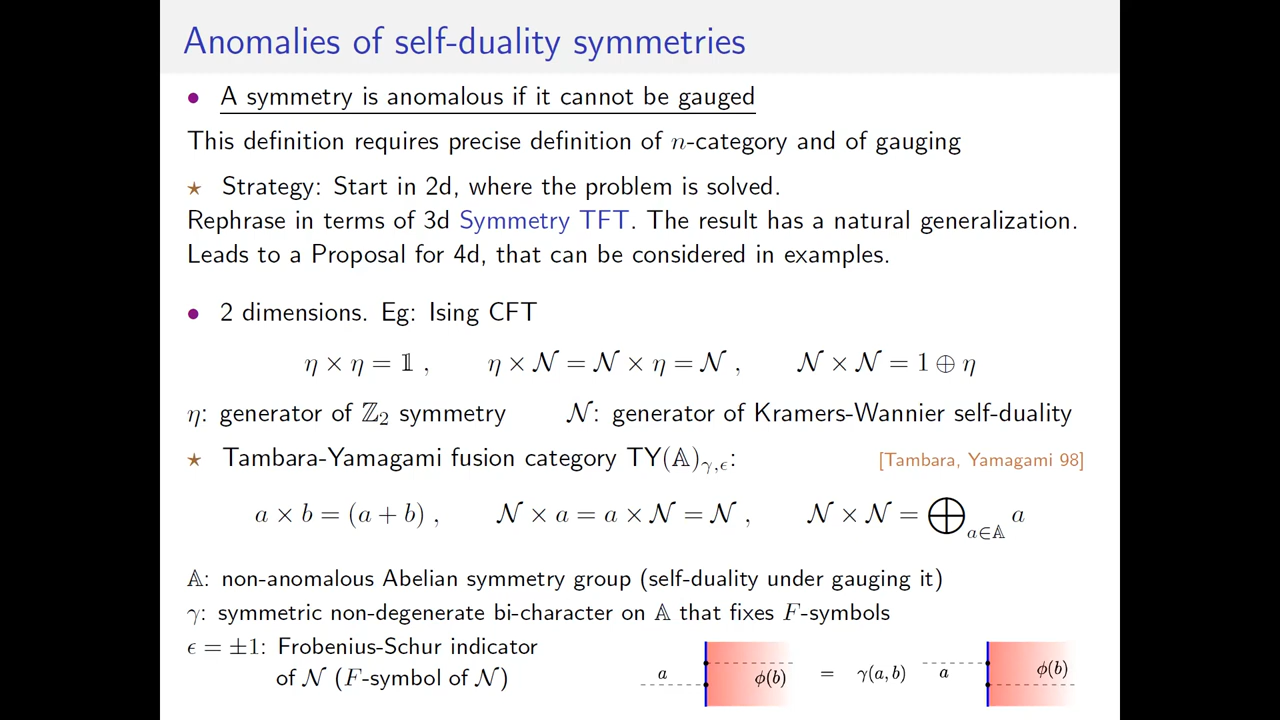 Anomalies of self-duality symmetries
• A symmetry is anomalous if it cannot be gauged
This definition requires precise definition of n-category and of gauging
⋆ Strategy: Start in 2d, where the problem is solved.
Rephrase in terms of 3d Symmetry TFT. The result has a natural generalization.
Leads to a Proposal for 4d, that can be considered in examples.
• 2 dimensions. Eg: Ising CFT
η × η = 𝟙 , η × 𝒩 = 𝒩 × η = 𝒩 , 𝒩 × 𝒩 = 1 ⊕ η
η: generator of ℤ₂ symmetry 𝒩: generator of Kramers-Wannier self-duality
⋆ Tambara-Yamagami fusion category TY(𝔸)γ,ϵ: [Tambara, Yamagami 98]
a × b = (a + b) , 𝒩 × a = a × 𝒩 = 𝒩 , 𝒩 × 𝒩 = ⨁a∈𝔸 a
𝔸: non-anomalous Abelian symmetry group (self-duality under gauging it)
γ: symmetric non-degenerate bi-character on 𝔸 that fixes F-symbols
ϵ = ±1: Frobenius-Schur indicator
of 𝒩 (F-symbol of 𝒩)
a ϕ(b) = γ(a, b) a ϕ(b)